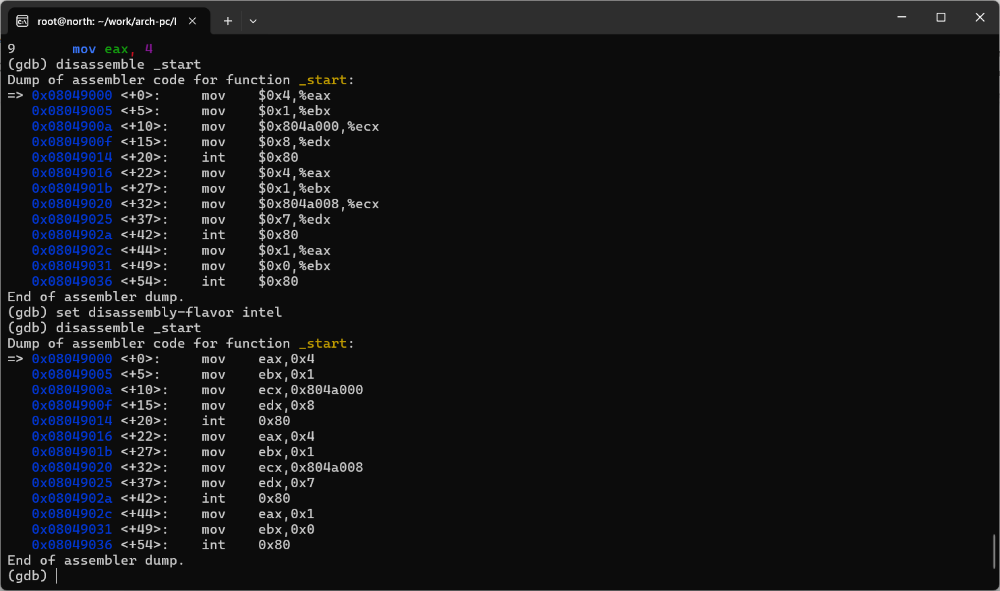 root@north: ~/work/arch-pc/l
9       mov eax, 4
(gdb) disassemble _start
Dump of assembler code for function _start:
=> 0x08049000 <+0>:     mov    $0x4,%eax
   0x08049005 <+5>:     mov    $0x1,%ebx
   0x0804900a <+10>:    mov    $0x804a000,%ecx
   0x0804900f <+15>:    mov    $0x8,%edx
   0x08049014 <+20>:    int    $0x80
   0x08049016 <+22>:    mov    $0x4,%eax
   0x0804901b <+27>:    mov    $0x1,%ebx
   0x08049020 <+32>:    mov    $0x804a008,%ecx
   0x08049025 <+37>:    mov    $0x7,%edx
   0x0804902a <+42>:    int    $0x80
   0x0804902c <+44>:    mov    $0x1,%eax
   0x08049031 <+49>:    mov    $0x0,%ebx
   0x08049036 <+54>:    int    $0x80
End of assembler dump.
(gdb) set disassembly-flavor intel
(gdb) disassemble _start
Dump of assembler code for function _start:
=> 0x08049000 <+0>:     mov    eax,0x4
   0x08049005 <+5>:     mov    ebx,0x1
   0x0804900a <+10>:    mov    ecx,0x804a000
   0x0804900f <+15>:    mov    edx,0x8
   0x08049014 <+20>:    int    0x80
   0x08049016 <+22>:    mov    eax,0x4
   0x0804901b <+27>:    mov    ebx,0x1
   0x08049020 <+32>:    mov    ecx,0x804a008
   0x08049025 <+37>:    mov    edx,0x7
   0x0804902a <+42>:    int    0x80
   0x0804902c <+44>:    mov    eax,0x1
   0x08049031 <+49>:    mov    ebx,0x0
   0x08049036 <+54>:    int    0x80
End of assembler dump.
(gdb)